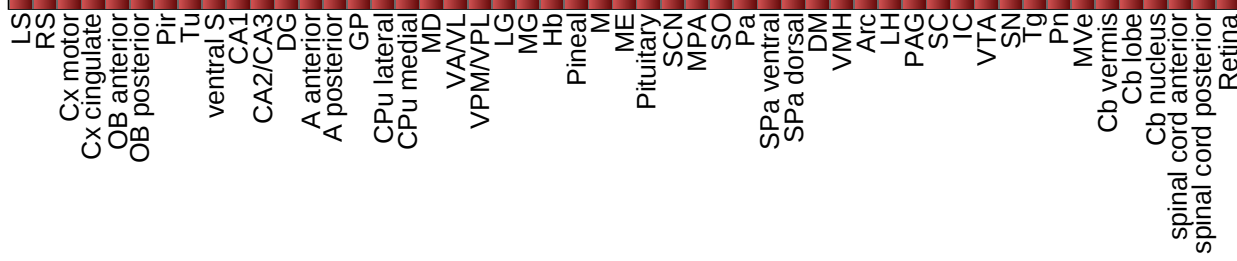 LS
RS
Cx motor
Cx cingulate
OB anterior
OB posterior
Pir
Tu
ventral S
CA1
CA2/CA3
DG
A anterior
A posterior
GP
CPu lateral
CPu medial
MD
VA/VL
VPM/VPL
LG
MG
Hb
Pineal
M
ME
Pituitary
SCN
MPA
SO
Pa
SPa ventral
SPa dorsal
DM
VMH
Arc
LH
PAG
SC
IC
VTA
SN
Tg
Pn
MVe
Cb vermis
Cb lobe
Cb nucleus
spinal cord anterior
spinal cord posterior
Retina